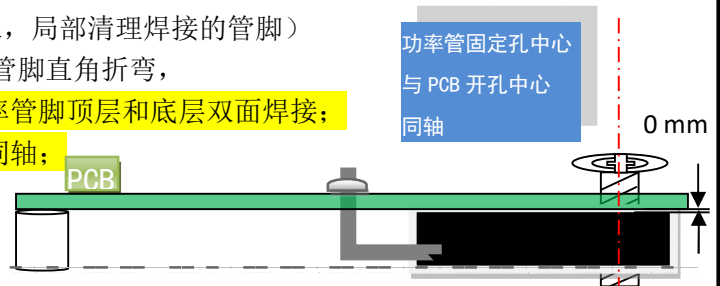 ，局部清理焊接的管脚）
管脚直角折弯，
率管脚顶层和底层双面焊接；
同轴；
功率管固定孔中心
与 PCB 开孔中心
同轴
0 mm
PCB